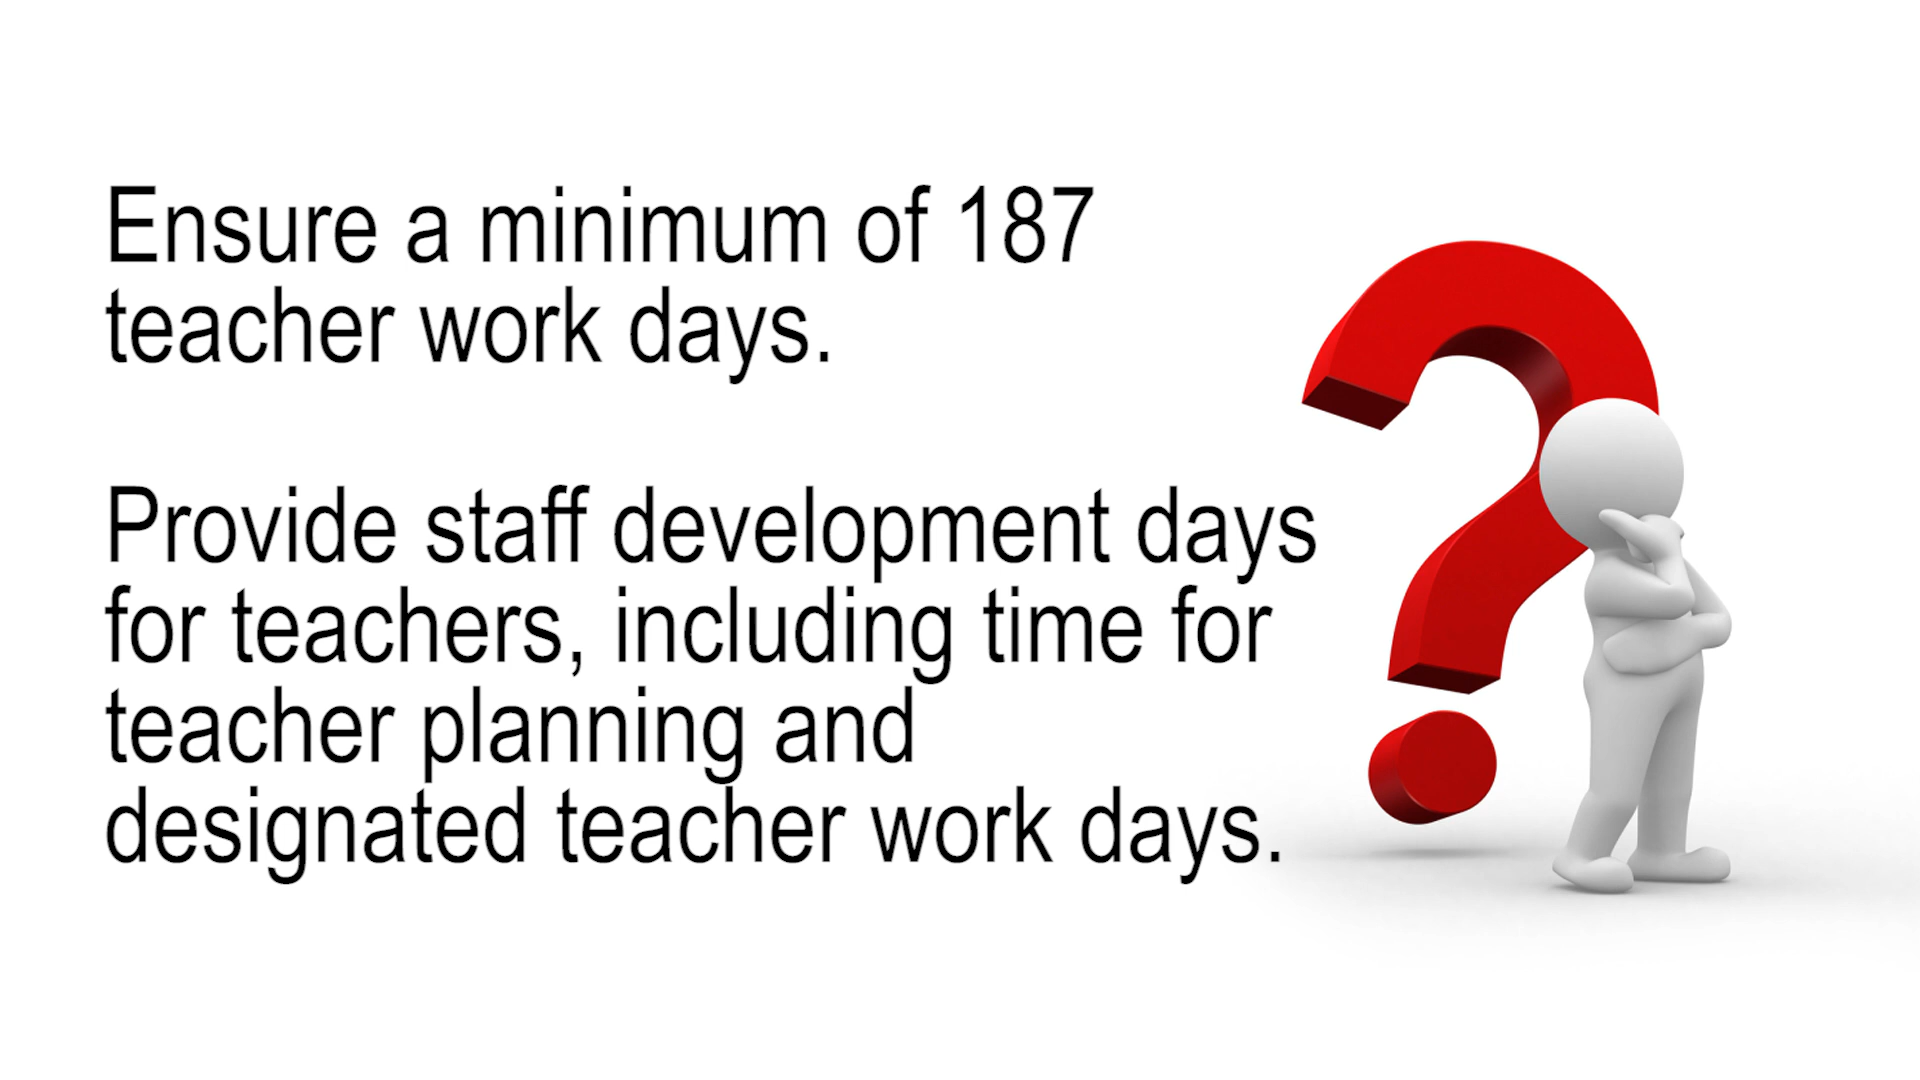 Ensure a minimum of 187
teacher work days.
Provide staff development days
for teachers, including time for
teacher planning and
designated teacher work days.